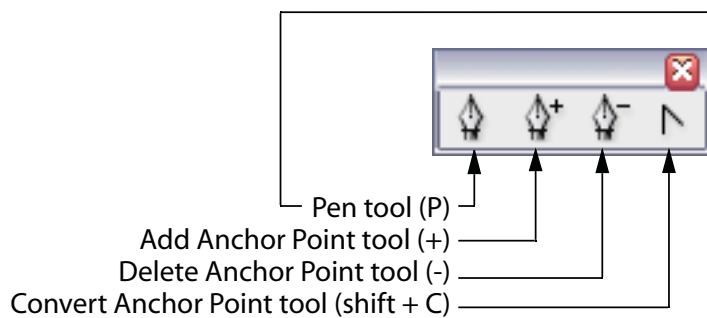 Pen tool (P)
Add Anchor Point tool (+)
Delete Anchor Point tool (-)
Convert Anchor Point tool (shift + C)